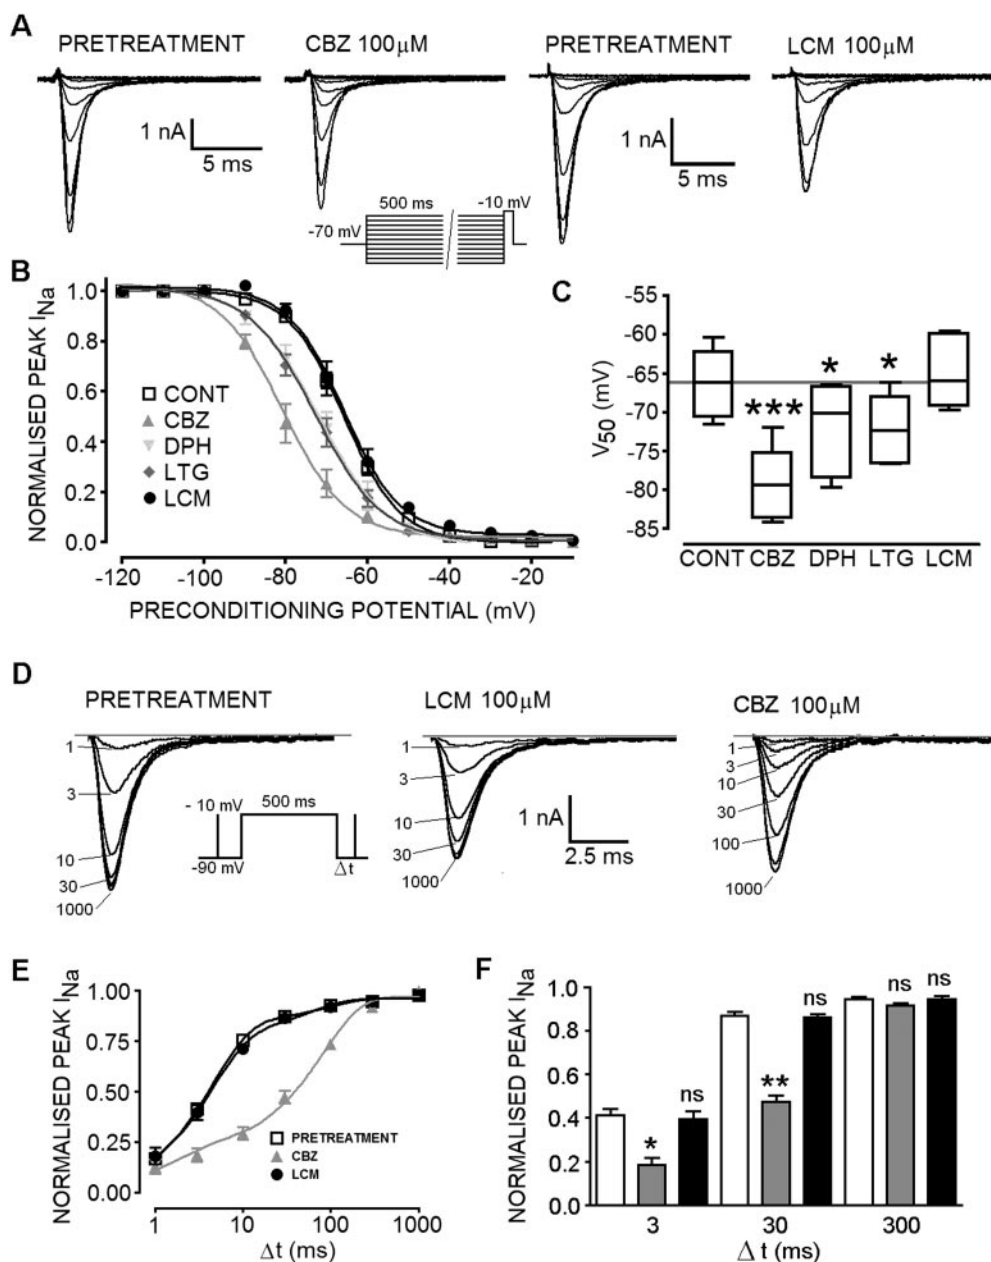 A
PRETREATMENT
CBZ 100μM
PRETREATMENT
LCM 100μM
1 nA
5 ms
1 nA
5 ms
500 ms
-10 mV
-70 mV
B
NORMALISED PEAK INa
1.0
0.8
0.6
0.4
0.2
0.0
CONT
CBZ
DPH
LTG
LCM
-120 -100 -80 -60 -40 -20
PRECONDITIONING POTENTIAL (mV)
C
V50 (mV)
-55
-60
-65
-70
-75
-80
-85
***
*
*
CONT CBZ DPH LTG LCM
D
PRETREATMENT
LCM 100μM
CBZ 100μM
1
3
10
30
1000
- 10 mV
500 ms
-90 mV
Δt
1
3
10
30
1000
1 nA
2.5 ms
1
3
10
30
100
1000
E
NORMALISED PEAK INa
1.00
0.75
0.50
0.25
0.00
PRETREATMENT
CBZ
LCM
1 10 100 1000
Δt (ms)
F
NORMALISED PEAK INa
1.0
0.8
0.6
0.4
0.2
0.0
*
ns
**
ns
ns
ns
3 30 300
Δ t (ms)